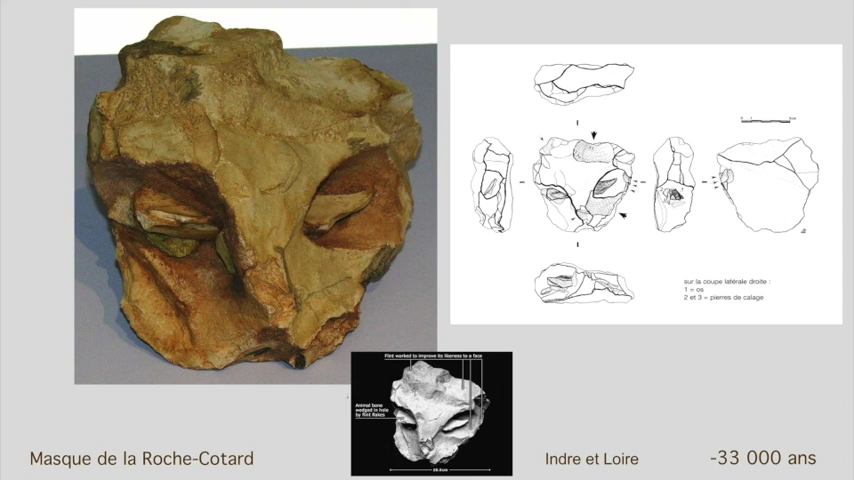 sur la coupe latérale droite :
1 = os
2 et 3 = pierres de calage
Flint worked to improve its likeness to a face
Animal bone
wedged in hole
by flint flakes
Masque de la Roche-Cotard
Indre et Loire
-33 000 ans